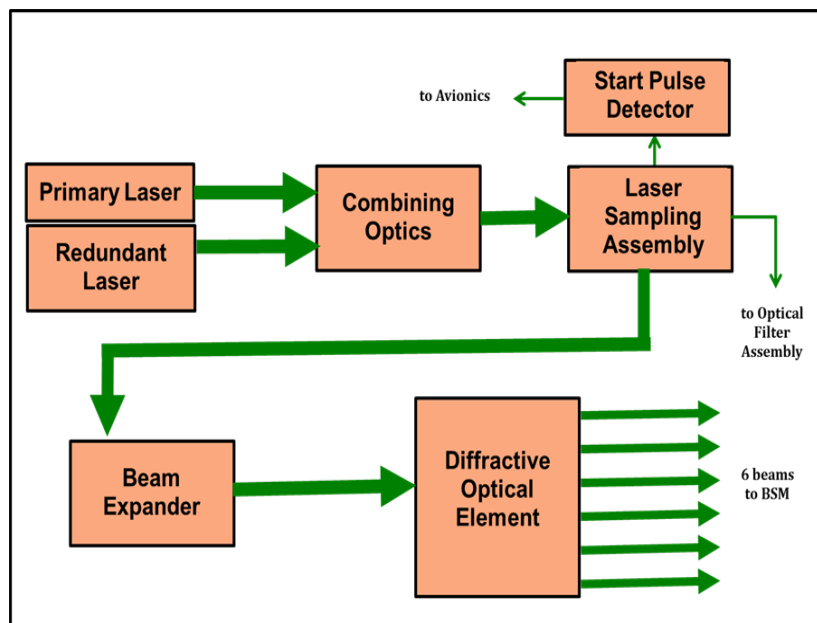 Start Pulse
Detector
to Avionics
Primary Laser
Redundant
Laser
Combining
Optics
Laser
Sampling
Assembly
to Optical
Filter
Assembly
Beam
Expander
Diffractive
Optical
Element
6 beams
to BSM